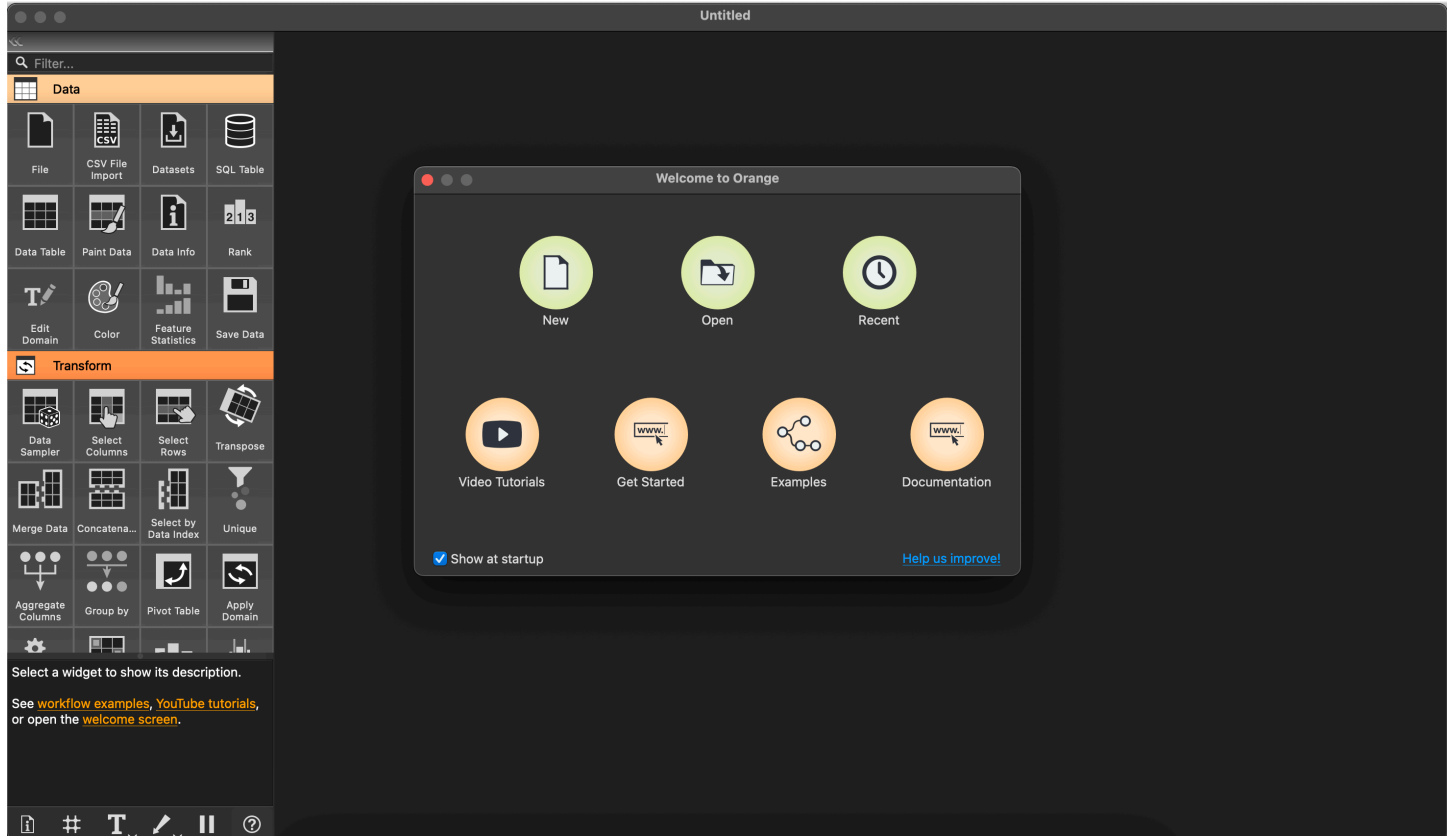 Untitled
Filter...
Data
File
CSV File
Import
Datasets
SQL Table
Data Table
Paint Data
Data Info
Rank
Edit
Domain
Color
Feature
Statistics
Save Data
Transform
Data
Sampler
Select
Columns
Select
Rows
Transpose
Merge Data
Concatena...
Select by
Data Index
Unique
Aggregate
Columns
Group by
Pivot Table
Apply
Domain
Select a widget to show its description.
See workflow examples, YouTube tutorials,
or open the welcome screen.
Welcome to Orange
New
Open
Recent
www.
www.
Video Tutorials
Get Started
Examples
Documentation
Show at startup
Help us improve!